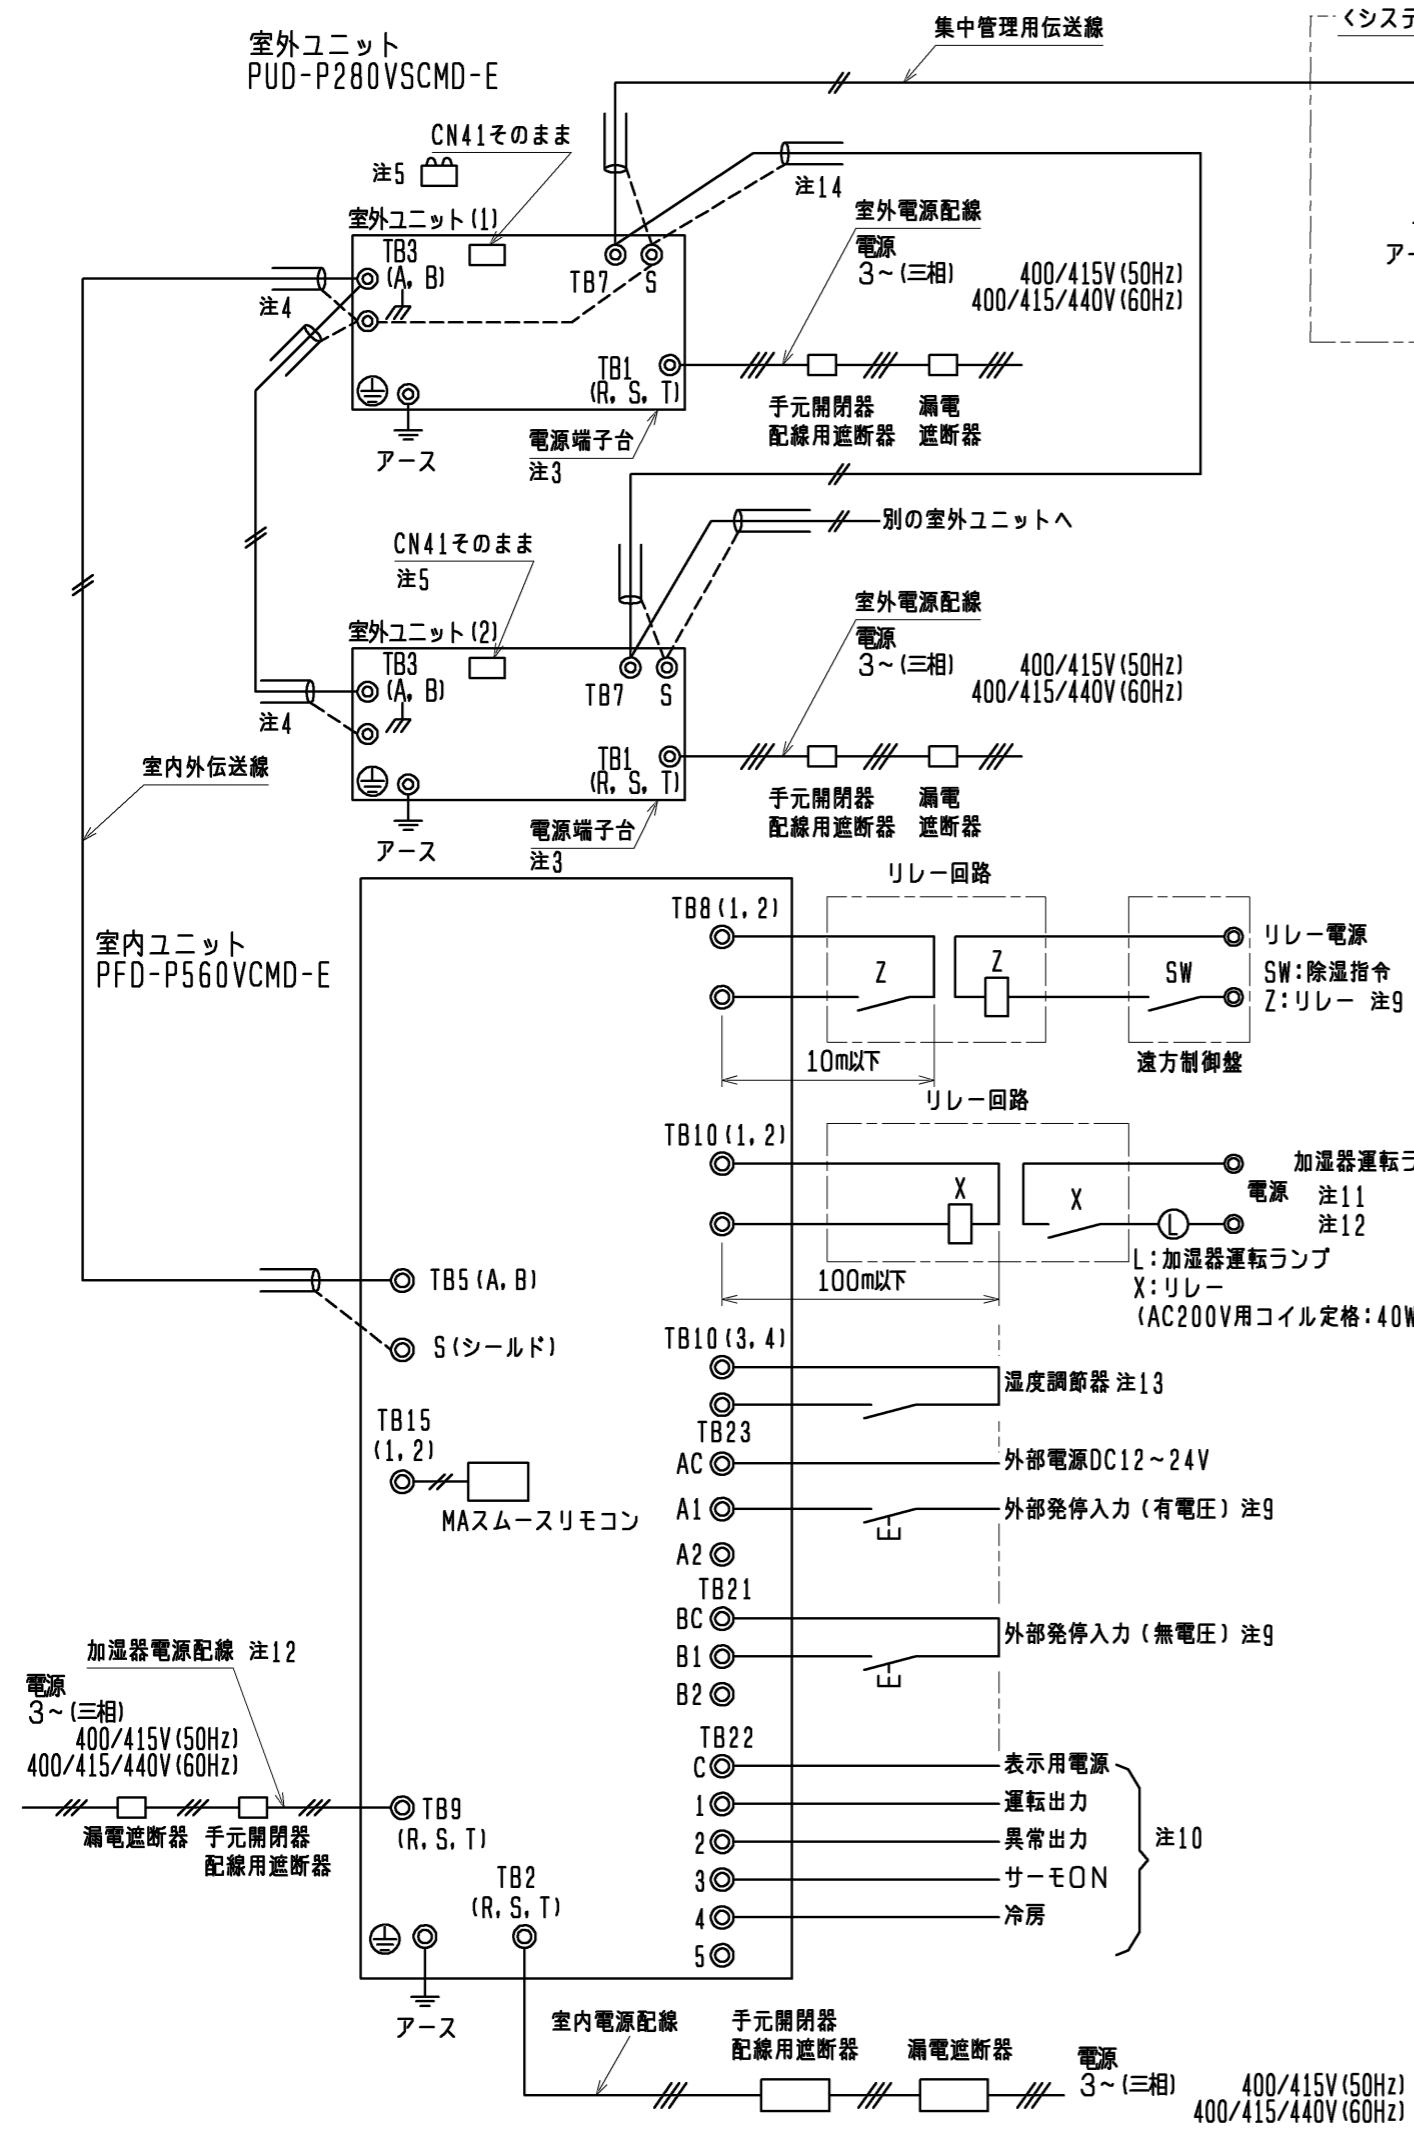 室外ユニット
PUD-P280VSCMD-E
集中管理用伝送線
CN41そのまま
注5
注14
室外ユニット(1)
TB3
(A, B)
TB7
S
注4
室外電源配線
電源
3～(三相)
400/415V(50Hz)
400/415/440V(60Hz)
TB1
(R, S, T)
手元開閉器
配線用遮断器
漏電
遮断器
アース
電源端子台
注3
別の室外ユニットへ
CN41そのまま
注5
室外ユニット(2)
TB3
(A, B)
TB7
S
注4
室外電源配線
電源
3～(三相)
400/415V(50Hz)
400/415/440V(60Hz)
TB1
(R, S, T)
手元開閉器
配線用遮断器
漏電
遮断器
アース
電源端子台
注3
室内外伝送線
室内ユニット
PFD-P560VCMD-E
リレー回路
TB8(1, 2)
Z
Z
SW
リレー電源
SW:除湿指令
Z:リレー 注9
10m以下
遠方制御盤
リレー回路
TB10(1, 2)
X
X
L
電源
注11
注12
L:加湿器運転ランプ
X:リレー
(AC200V用コイル定格:40W
100m以下
TB5(A, B)
S(シールド)
TB10(3, 4)
湿度調節器 注13
TB15
(1, 2)
MAスムースリモコン
TB23
AC
外部電源DC12～24V
A1
外部発停入力(有電圧)注9
A2
TB21
BC
外部発停入力(無電圧)注9
B1
B2
TB22
C
表示用電源
1
運転出力
2
異常出力
3
サーモON
4
冷房
5
注10
加湿器電源配線 注12
電源
3～(三相)
400/415V(50Hz)
400/415/440V(60Hz)
漏電遮断器
手元開閉器
配線用遮断器
TB9
(R, S, T)
TB2
(R, S, T)
アース
室内電源配線
手元開閉器
配線用遮断器
漏電遮断器
電源
3～(三相)
400/415V(50Hz)
400/415/440V(60Hz)